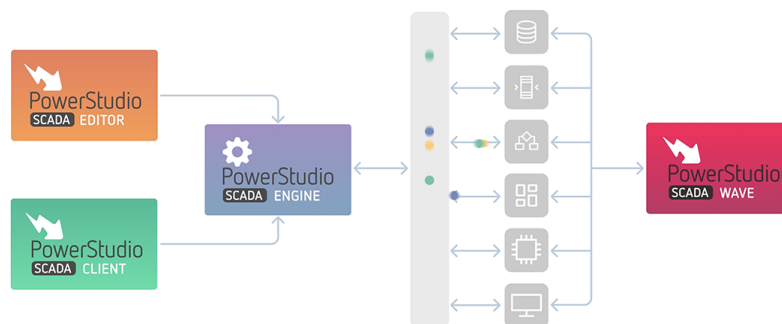 PowerStudio
SCADA EDITOR
PowerStudio
SCADA ENGINE
PowerStudio
SCADA CLIENT
PowerStudio
SCADA WAVE